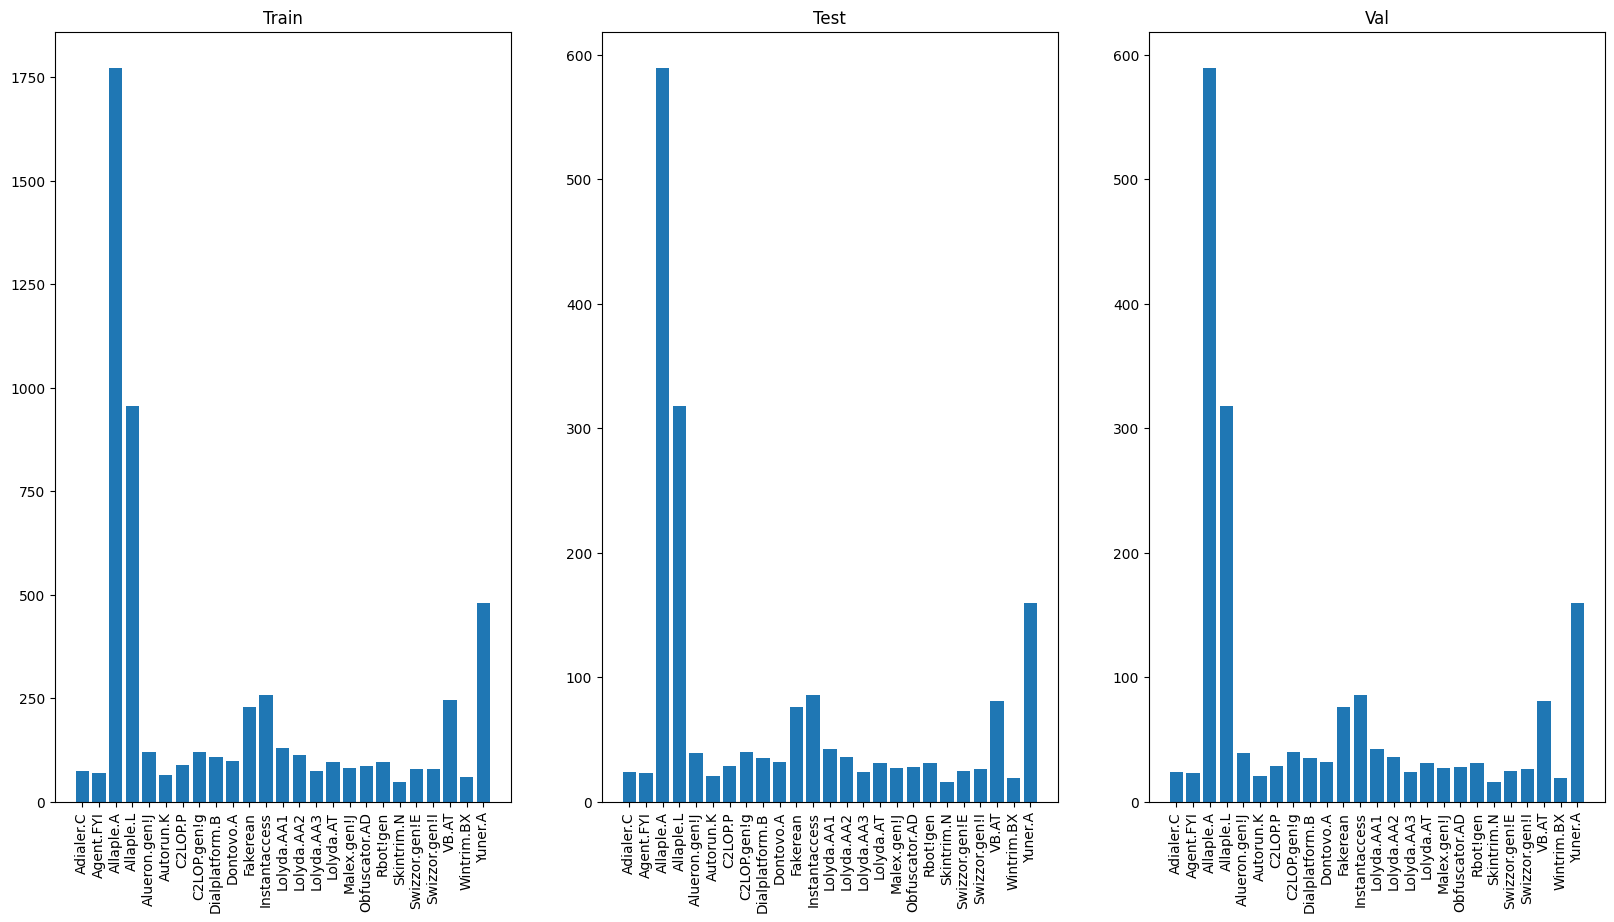 Train
1750
1500
1250
1000
750
500
250
0
Adialer.C
Agent.FYI
Allaple.A
Allaple.L
Alueron.gen!J
Autorun.K
C2LOP.P
C2LOP.gen!g
Dialplatform.B
Dontovo.A
Fakerean
Instantaccess
Lolyda.AA1
Lolyda.AA2
Lolyda.AA3
Lolyda.AT
Malex.gen!J
Obfuscator.AD
Rbot!gen
Skintrim.N
Swizzor.gen!E
Swizzor.gen!I
VB.AT
Wintrim.BX
Yuner.A
Test
600
500
400
300
200
100
0
Adialer.C
Agent.FYI
Allaple.A
Allaple.L
Alueron.gen!J
Autorun.K
C2LOP.P
C2LOP.gen!g
Dialplatform.B
Dontovo.A
Fakerean
Instantaccess
Lolyda.AA1
Lolyda.AA2
Lolyda.AA3
Lolyda.AT
Malex.gen!J
Obfuscator.AD
Rbot!gen
Skintrim.N
Swizzor.gen!E
Swizzor.gen!I
VB.AT
Wintrim.BX
Yuner.A
Val
600
500
400
300
200
100
0
Adialer.C
Agent.FYI
Allaple.A
Allaple.L
Alueron.gen!J
Autorun.K
C2LOP.P
C2LOP.gen!g
Dialplatform.B
Dontovo.A
Fakerean
Instantaccess
Lolyda.AA1
Lolyda.AA2
Lolyda.AA3
Lolyda.AT
Malex.gen!J
Obfuscator.AD
Rbot!gen
Skintrim.N
Swizzor.gen!E
Swizzor.gen!I
VB.AT
Wintrim.BX
Yuner.A